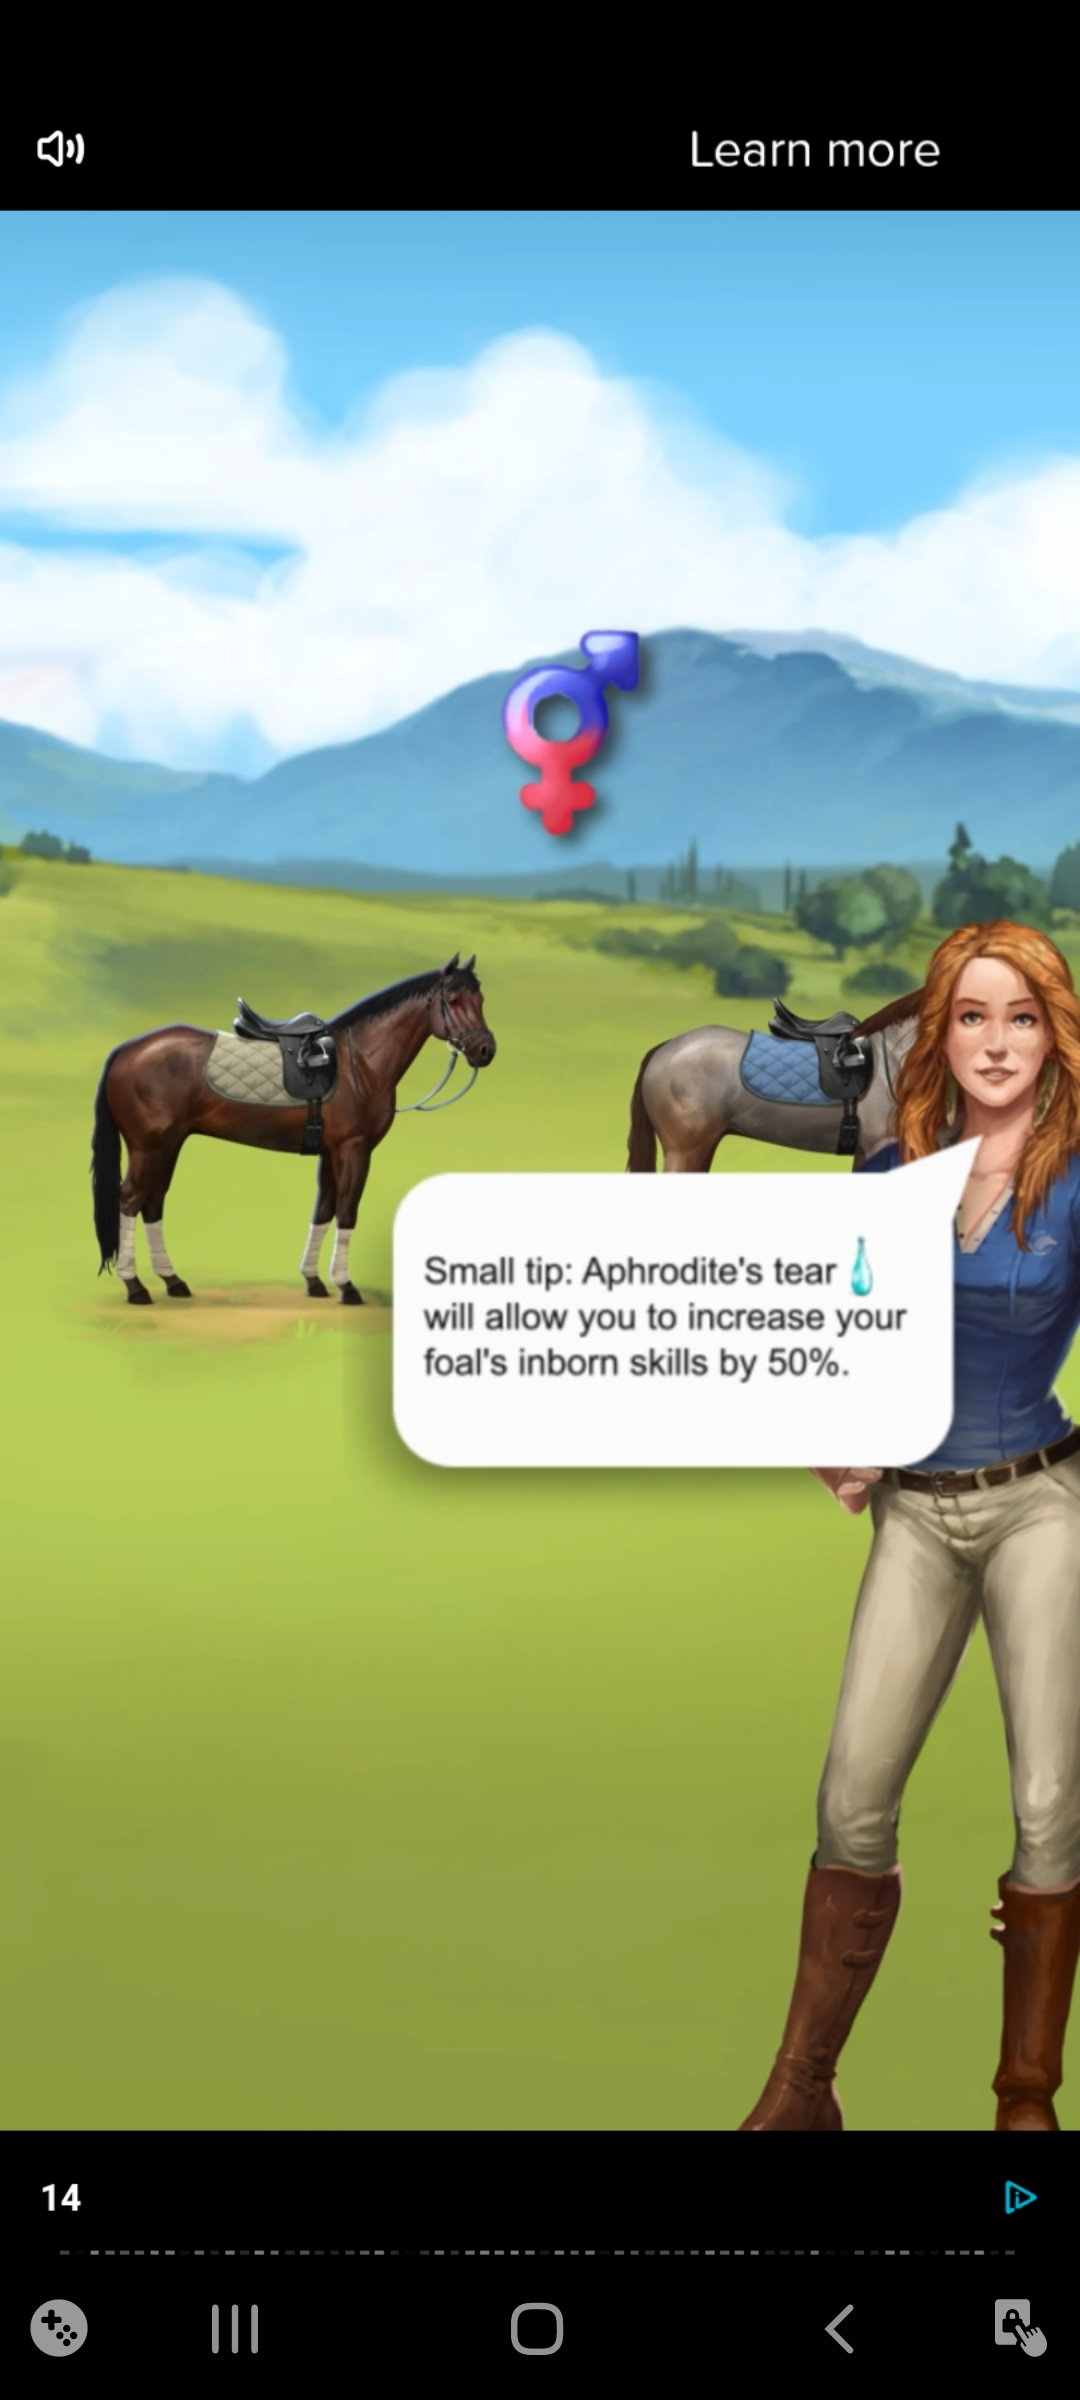 Learn more
Small tip: Aphrodite's tear
will allow you to increase your
foal's inborn skills by 50%.
14